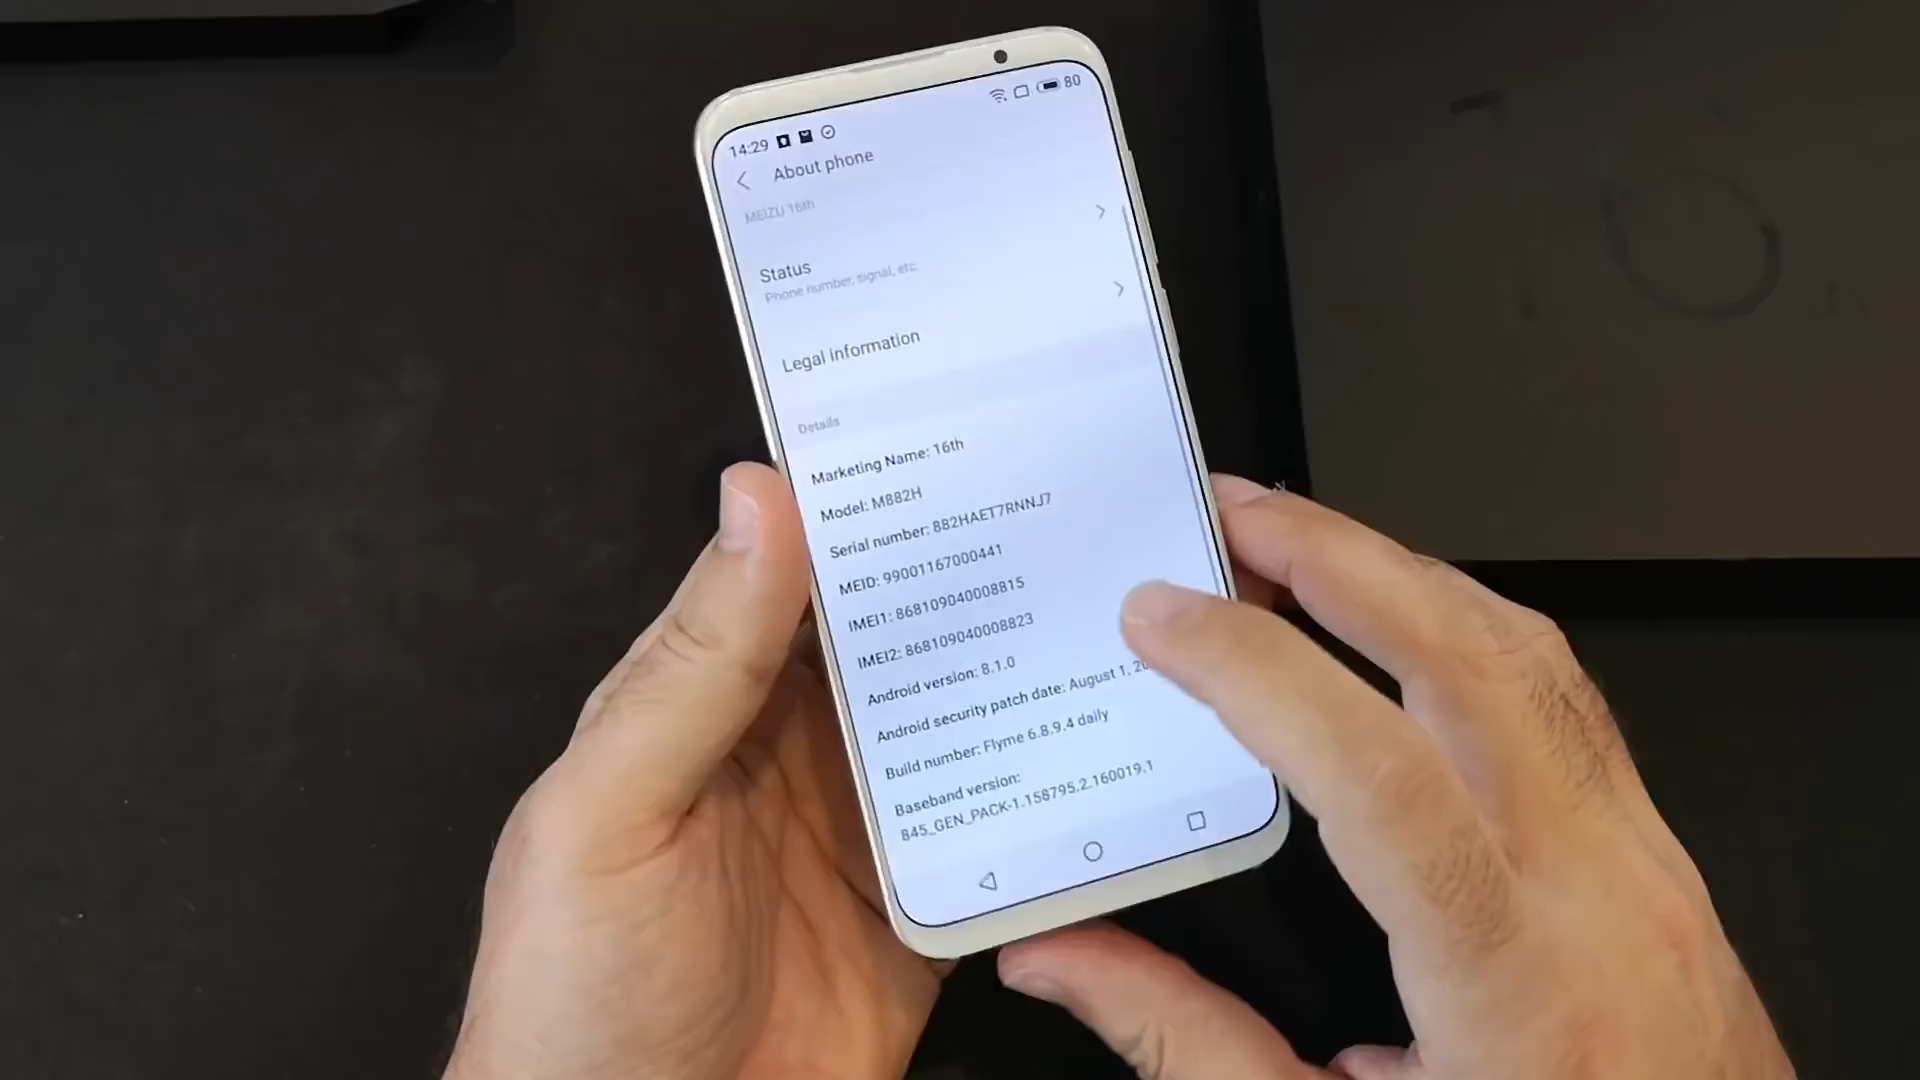 14:29
80
About phone
MEIZU 16th
Status
Phone number, signal, etc.
Legal information
Details
Marketing Name: 16th
Model: M882H
Serial number: 882HAET7RNNJ7
MEID: 99001167000441
IMEI1: 868109040008815
IMEI2: 868109040008823
Android version: 8.1.0
Android security patch date: August 1, 20
Build number: Flyme 6.8.9.4 daily
Baseband version:
845_GEN_PACK-1.158795.2.160019.1